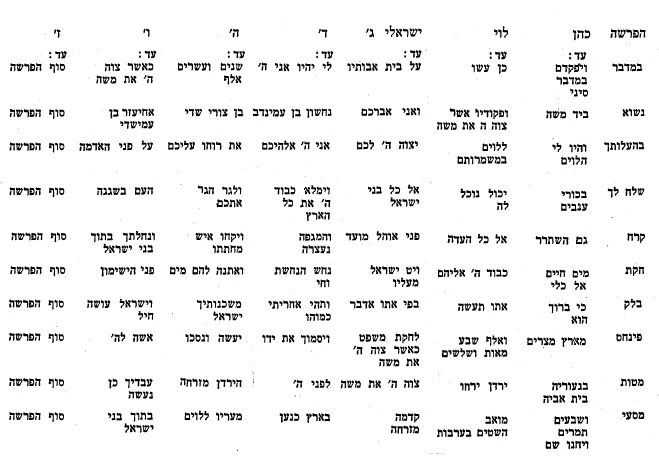 הפרשה כהן לוי ישראלי ג׳ ד׳ ה׳ ו׳ ז׳
עד: עד: עד: עד: עד: עד: עד:
במדבר ויפקדם כן עשו על בית אבותיו לי יהיו אני ה׳ שנים ועשרים כאשר צוה סוף הפרשה
במדבר אלף ה׳ את משה
סיני
נשוא ביד משה ופקודיו אשר ואני אברכם נחשון בן עמינדב בן צורי שדי אחיעזר בן סוף הפרשה
צוה ה את משה עמישדי
בהעלותך והיו לי ללוים יצוה ה׳ לכם אני ה׳ אלהיכם את רוחו עליכם על פני האדמה סוף הפרשה
הלוים במשמרותם
שלח לך בכורי יכול נוכל אל כל בני וימלא כבוד ולגר הגר העם בשגגה סוף הפרשה
ענבים לה ישראל ה׳ את כל אתכם
הארץ
קרח גם השתרר אל כל העדה פני אוהל מועד והמגפה ויקחו איש ונחלתך בתוך סוף הפרשה
נעצרה מחתתו בני ישראל
חקת מים חיים כבוד ה׳ אליהם ויט ישראל נחש הנחשת ואתנה להם מים פני הישימון סוף הפרשה
אל כלי מעליו וחי
בלק כי ברוך אתו תעשה בפי אתו אדבר ותהי אחריתי משכנותיך וישראל עושה סוף הפרשה
הוא כמוהו ישראל חיל
פינחס מארץ מצרים ואלף שבע לחקת משפט ויסמוך את ידו יעשה ונסכו אשה לה׳ סוף הפרשה
מאות ושלשים כאשר צוה ה׳
את משה
מטות בנעוריה ירדן ירחו צוה ה׳ את משה לפני ה׳ הירדן מזרחה עבדיך כן סוף הפרשה
בית אביה נעשה
מסעי ושבעים מואב קדמה בארץ כנען מעריו ללוים בתוך בני סוף הפרשה
תמרים השטים בערבות מזרחה ישראל
ויחנו שם